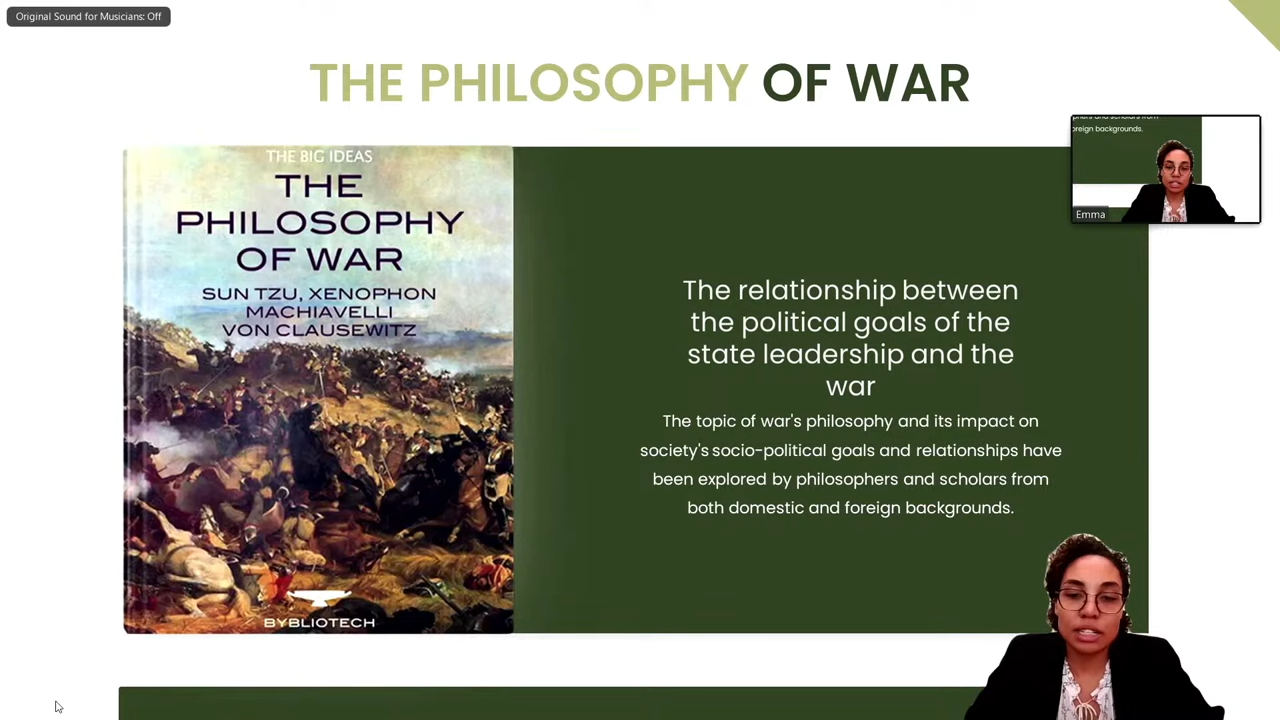 Original Sound for Musicians: Off
THE PHILOSOPHY OF WAR
THE BIG IDEAS
THE
PHILOSOPHY
OF WAR
SUN TZU, XENOPHON
MACHIAVELLI
VON CLAUSEWITZ
BYBLIOTECH
The relationship between
the political goals of the
state leadership and the
war
The topic of war's philosophy and its impact on
society's socio-political goals and relationships have
been explored by philosophers and scholars from
both domestic and foreign backgrounds.
oreign backgrounds.
Emma